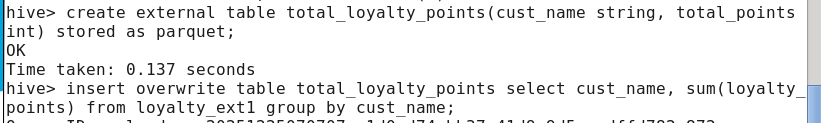 hive> create external table total_loyalty_points(cust_name string, total_points
int) stored as parquet;
OK
Time taken: 0.137 seconds
hive> insert overwrite table total_loyalty_points select cust_name, sum(loyalty_
points) from loyalty_ext1 group by cust_name;